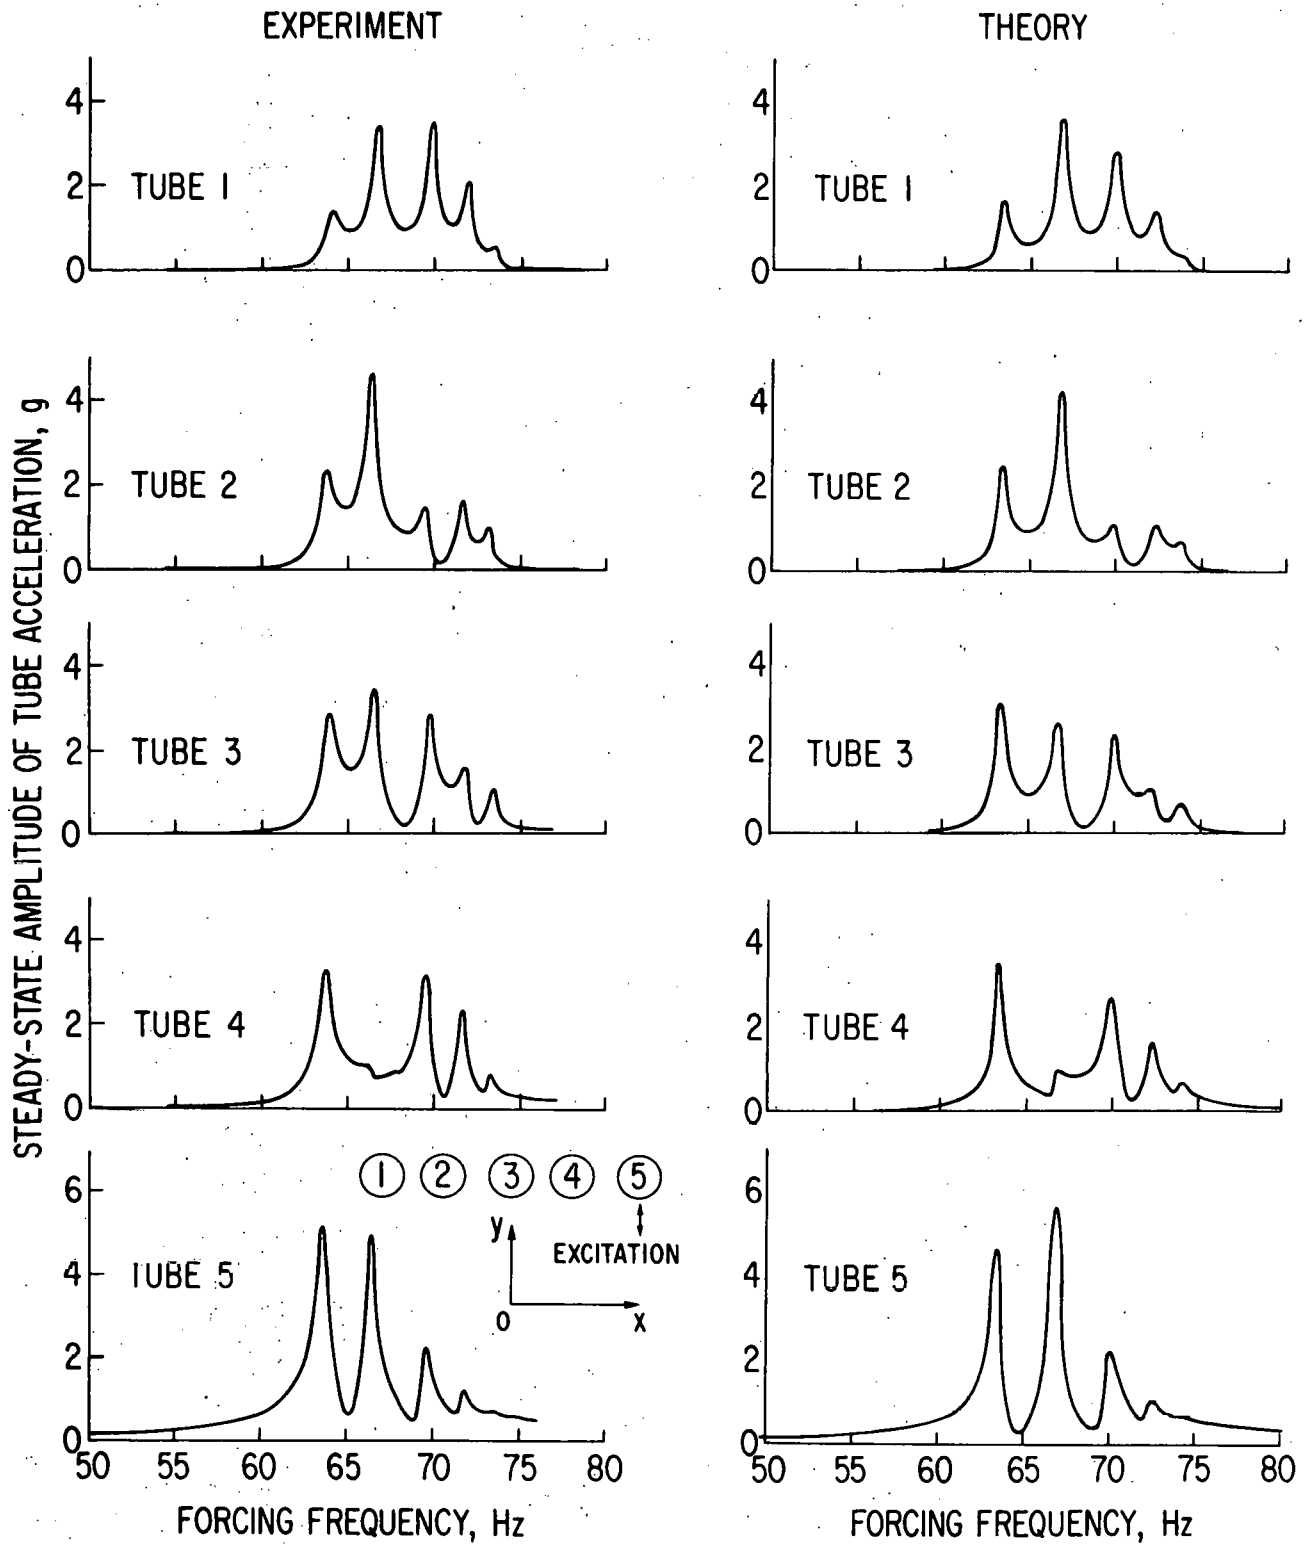 EXPERIMENT
THEORY
4
2
0
TUBE 1
4
2
0
TUBE 1
4
2
0
TUBE 2
4
2
0
TUBE 2
4
2
0
TUBE 3
4
2
0
TUBE 3
4
2
0
TUBE 4
4
2
0
TUBE 4
6
4
2
0
TUBE 5
1 2 3 4 5
y
EXCITATION
0
x
6
4
2
0
TUBE 5
50 55 60 65 70 75 80
50 55 60 65 70 75 80
FORCING FREQUENCY, Hz
FORCING FREQUENCY, Hz
STEADY-STATE AMPLITUDE OF TUBE ACCELERATION, g